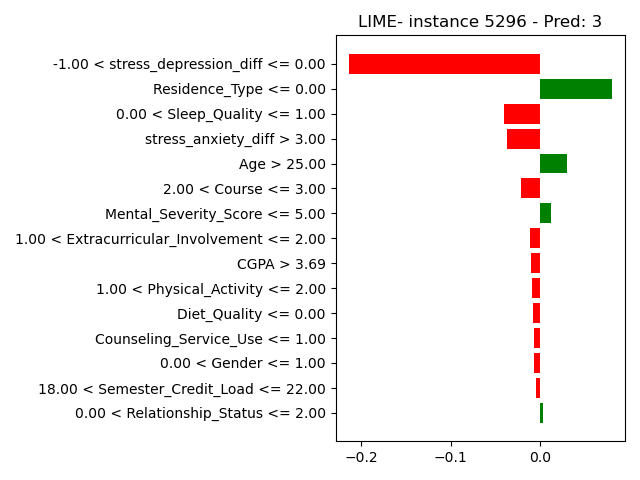 LIME- instance 5296 - Pred: 3
-1.00 < stress_depression_diff <= 0.00
Residence_Type <= 0.00
0.00 < Sleep_Quality <= 1.00
stress_anxiety_diff > 3.00
Age > 25.00
2.00 < Course <= 3.00
Mental_Severity_Score <= 5.00
1.00 < Extracurricular_Involvement <= 2.00
CGPA > 3.69
1.00 < Physical_Activity <= 2.00
Diet_Quality <= 0.00
Counseling_Service_Use <= 1.00
0.00 < Gender <= 1.00
18.00 < Semester_Credit_Load <= 22.00
0.00 < Relationship_Status <= 2.00
−0.2 −0.1 0.0